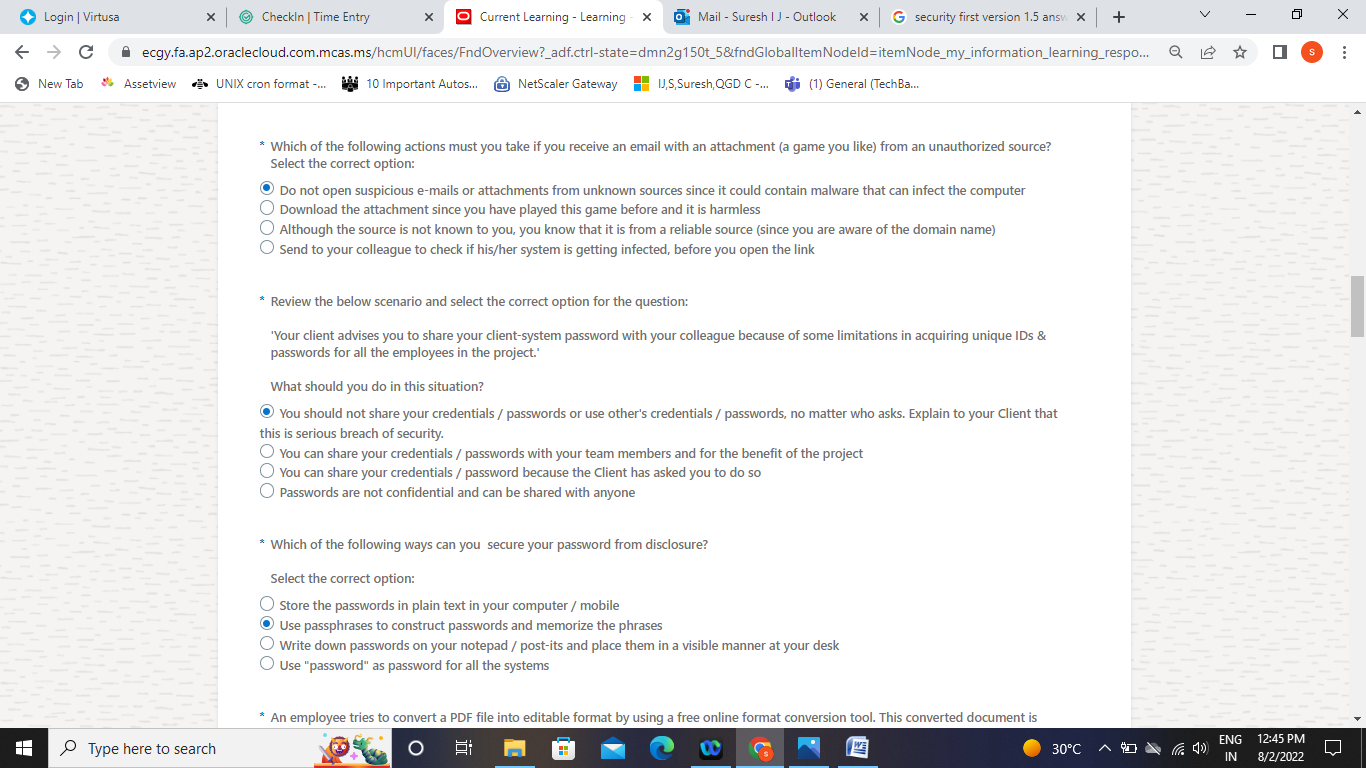 Login | Virtusa
CheckIn | Time Entry
Current Learning - Learning
Mail - Suresh I J - Outlook
security first version 1.5 answ
ecgy.fa.ap2.oraclecloud.com.mcas.ms/hcmUI/faces/FndOverview?_adf.ctrl-state=dmn2g150t_5&fndGlobalItemNodeId=itemNode_my_information_learning_respo...
S
New Tab
Assetview
UNIX cron format -...
10 Important Autos...
NetScaler Gateway
IJ,S,Suresh,QGD C -...
(1) General (TechBa...
* Which of the following actions must you take if you receive an email with an attachment (a game you like) from an unauthorized source?
Select the correct option:
Do not open suspicious e-mails or attachments from unknown sources since it could contain malware that can infect the computer
Download the attachment since you have played this game before and it is harmless
Although the source is not known to you, you know that it is from a reliable source (since you are aware of the domain name)
Send to your colleague to check if his/her system is getting infected, before you open the link
* Review the below scenario and select the correct option for the question:
'Your client advises you to share your client-system password with your colleague because of some limitations in acquiring unique IDs &
passwords for all the employees in the project.'
What should you do in this situation?
You should not share your credentials / passwords or use other's credentials / passwords, no matter who asks. Explain to your Client that
this is serious breach of security.
You can share your credentials / passwords with your team members and for the benefit of the project
You can share your credentials / password because the Client has asked you to do so
Passwords are not confidential and can be shared with anyone
* Which of the following ways can you secure your password from disclosure?
Select the correct option:
Store the passwords in plain text in your computer / mobile
Use passphrases to construct passwords and memorize the phrases
Write down passwords on your notepad / post-its and place them in a visible manner at your desk
Use "password" as password for all the systems
* An employee tries to convert a PDF file into editable format by using a free online format conversion tool. This converted document is
Type here to search
30°C
ENG
IN
12:45 PM
8/2/2022